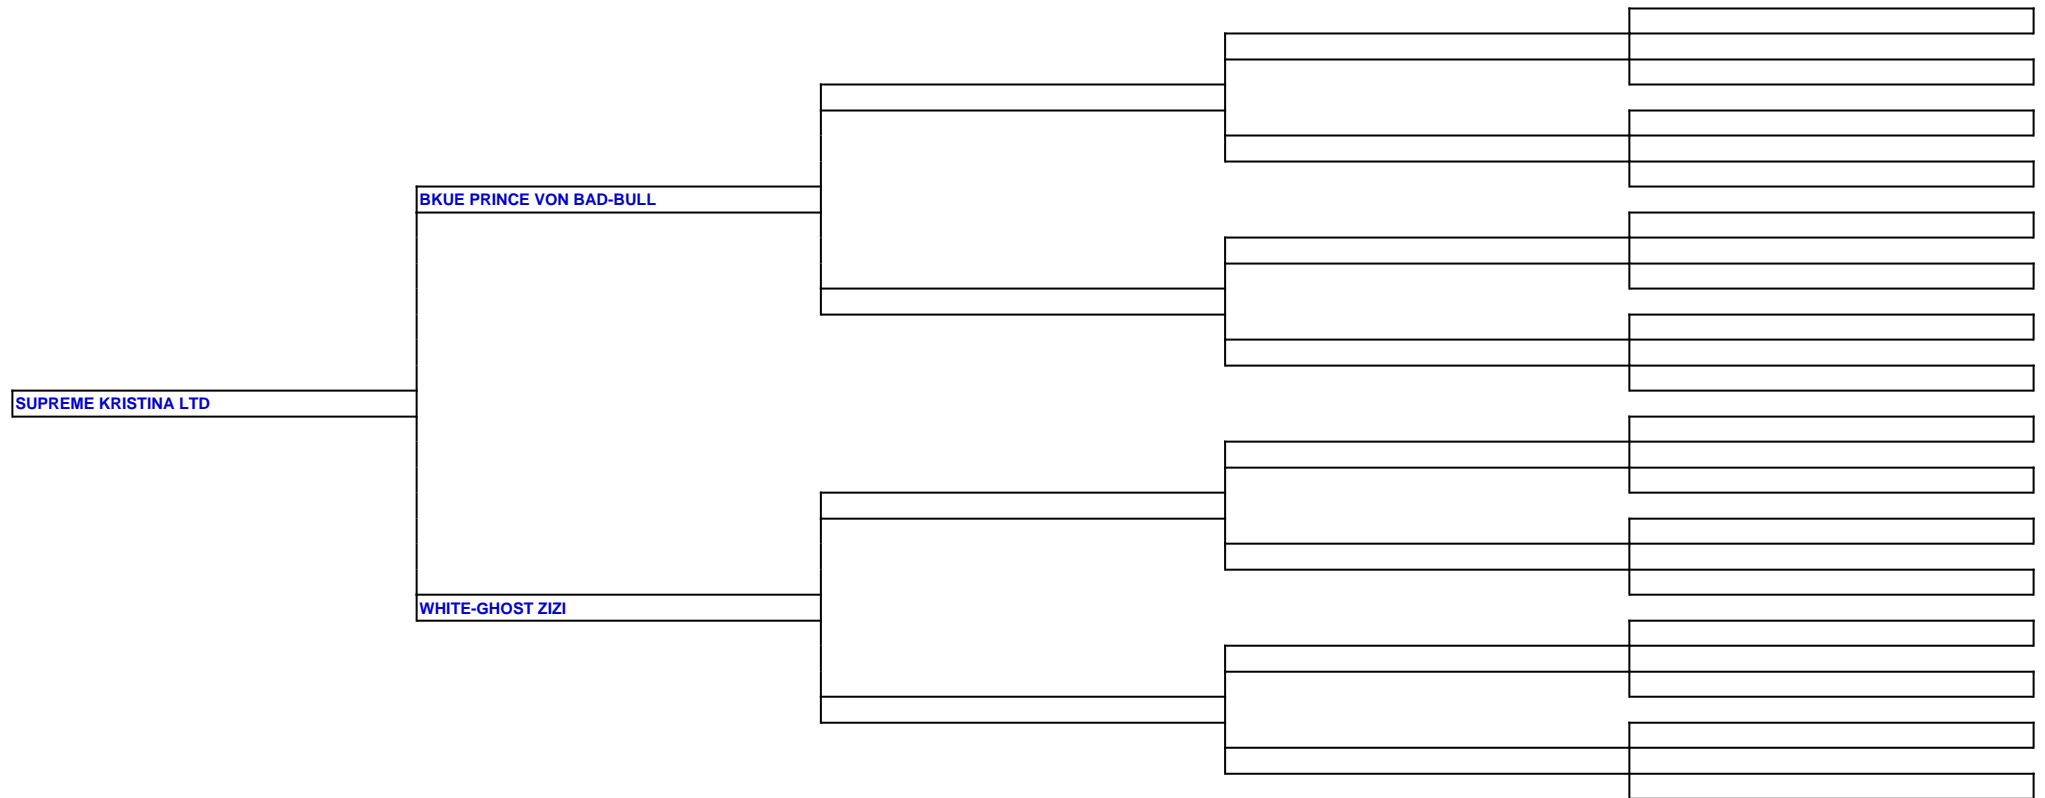 BKUE PRINCE VON BAD-BULL
SUPREME KRISTINA LTD
WHITE-GHOST ZIZI